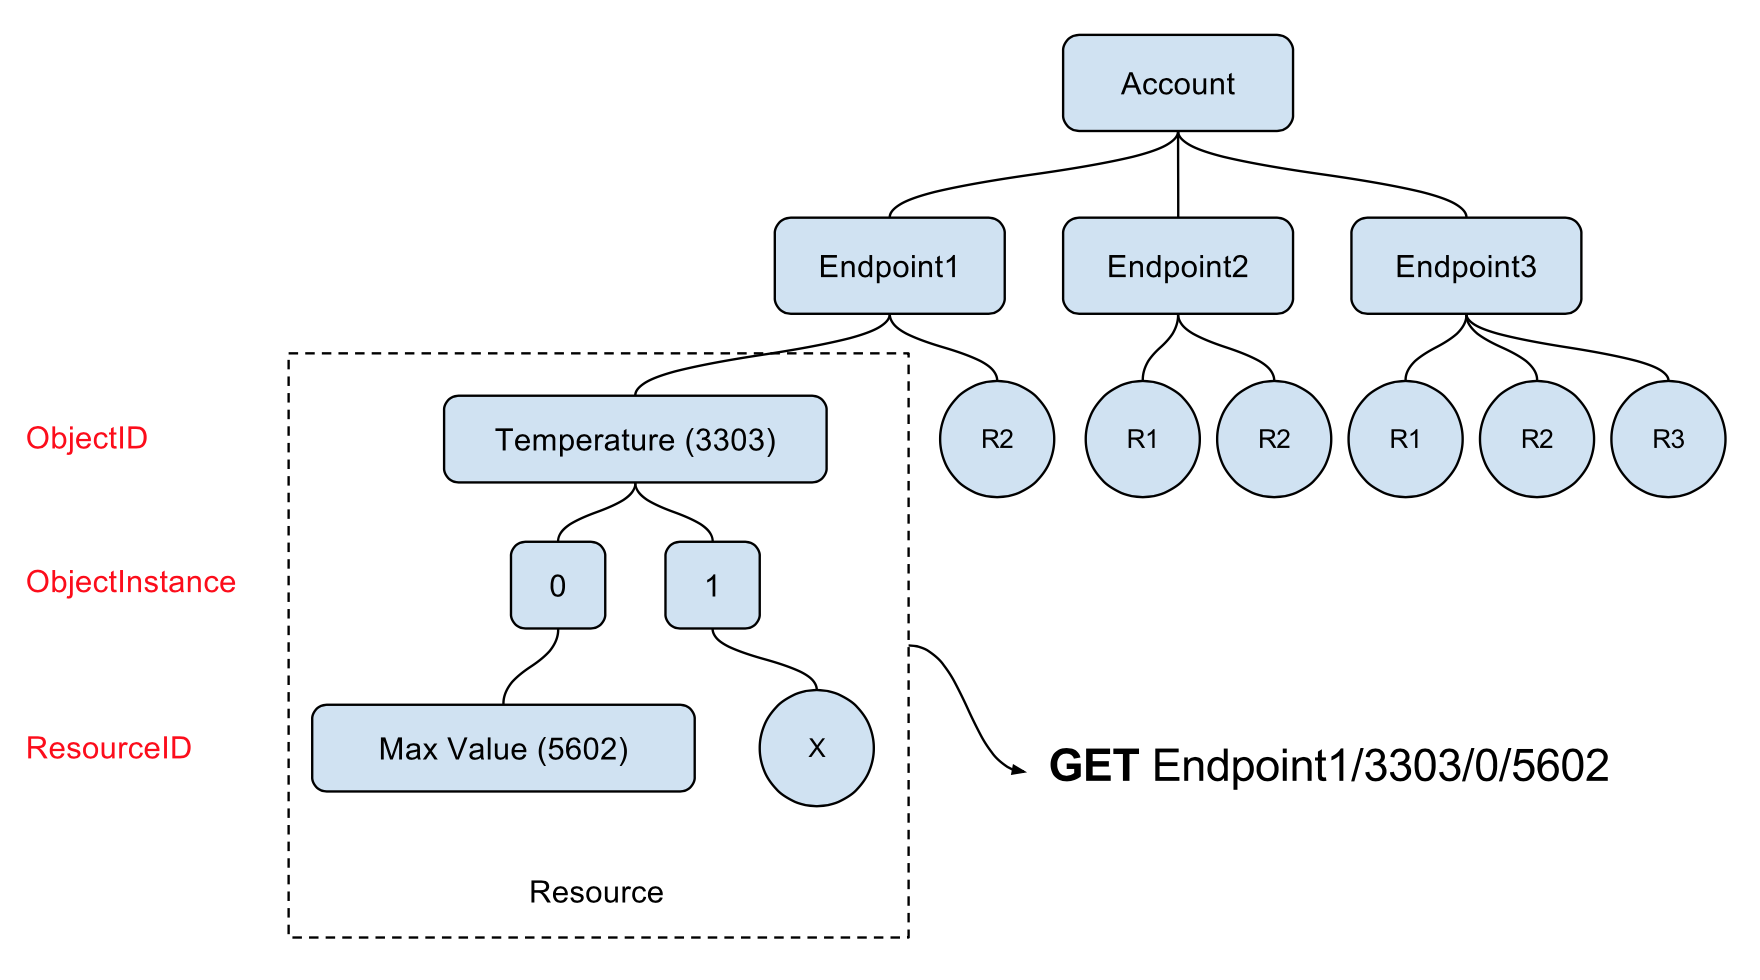 Account
Endpoint1
Endpoint2
Endpoint3
ObjectID
Temperature (3303)
R2
R1
R2
R1
R2
R3
ObjectInstance
0
1
ResourceID
Max Value (5602)
X
GET Endpoint1/3303/0/5602
Resource